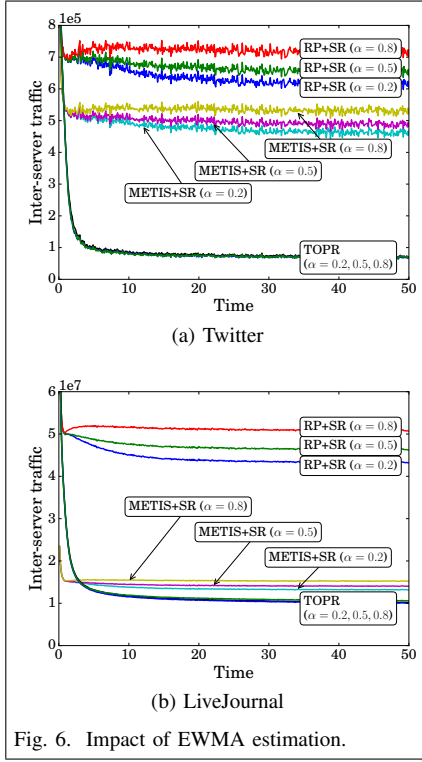 1e5
8
7
6
5
4
3
2
1
0
Inter-server traffic
RP+SR (α = 0.8)
RP+SR (α = 0.5)
RP+SR (α = 0.2)
METIS+SR (α = 0.8)
METIS+SR (α = 0.5)
METIS+SR (α = 0.2)
TOPR
(α = 0.2, 0.5, 0.8)
0 10 20 30 40 50
Time
(a) Twitter
1e7
6
5
4
3
2
1
0
Inter-server traffic
RP+SR (α = 0.8)
RP+SR (α = 0.5)
RP+SR (α = 0.2)
METIS+SR (α = 0.8)
METIS+SR (α = 0.5)
METIS+SR (α = 0.2)
TOPR
(α = 0.2, 0.5, 0.8)
0 10 20 30 40 50
Time
(b) LiveJournal
Fig. 6. Impact of EWMA estimation.